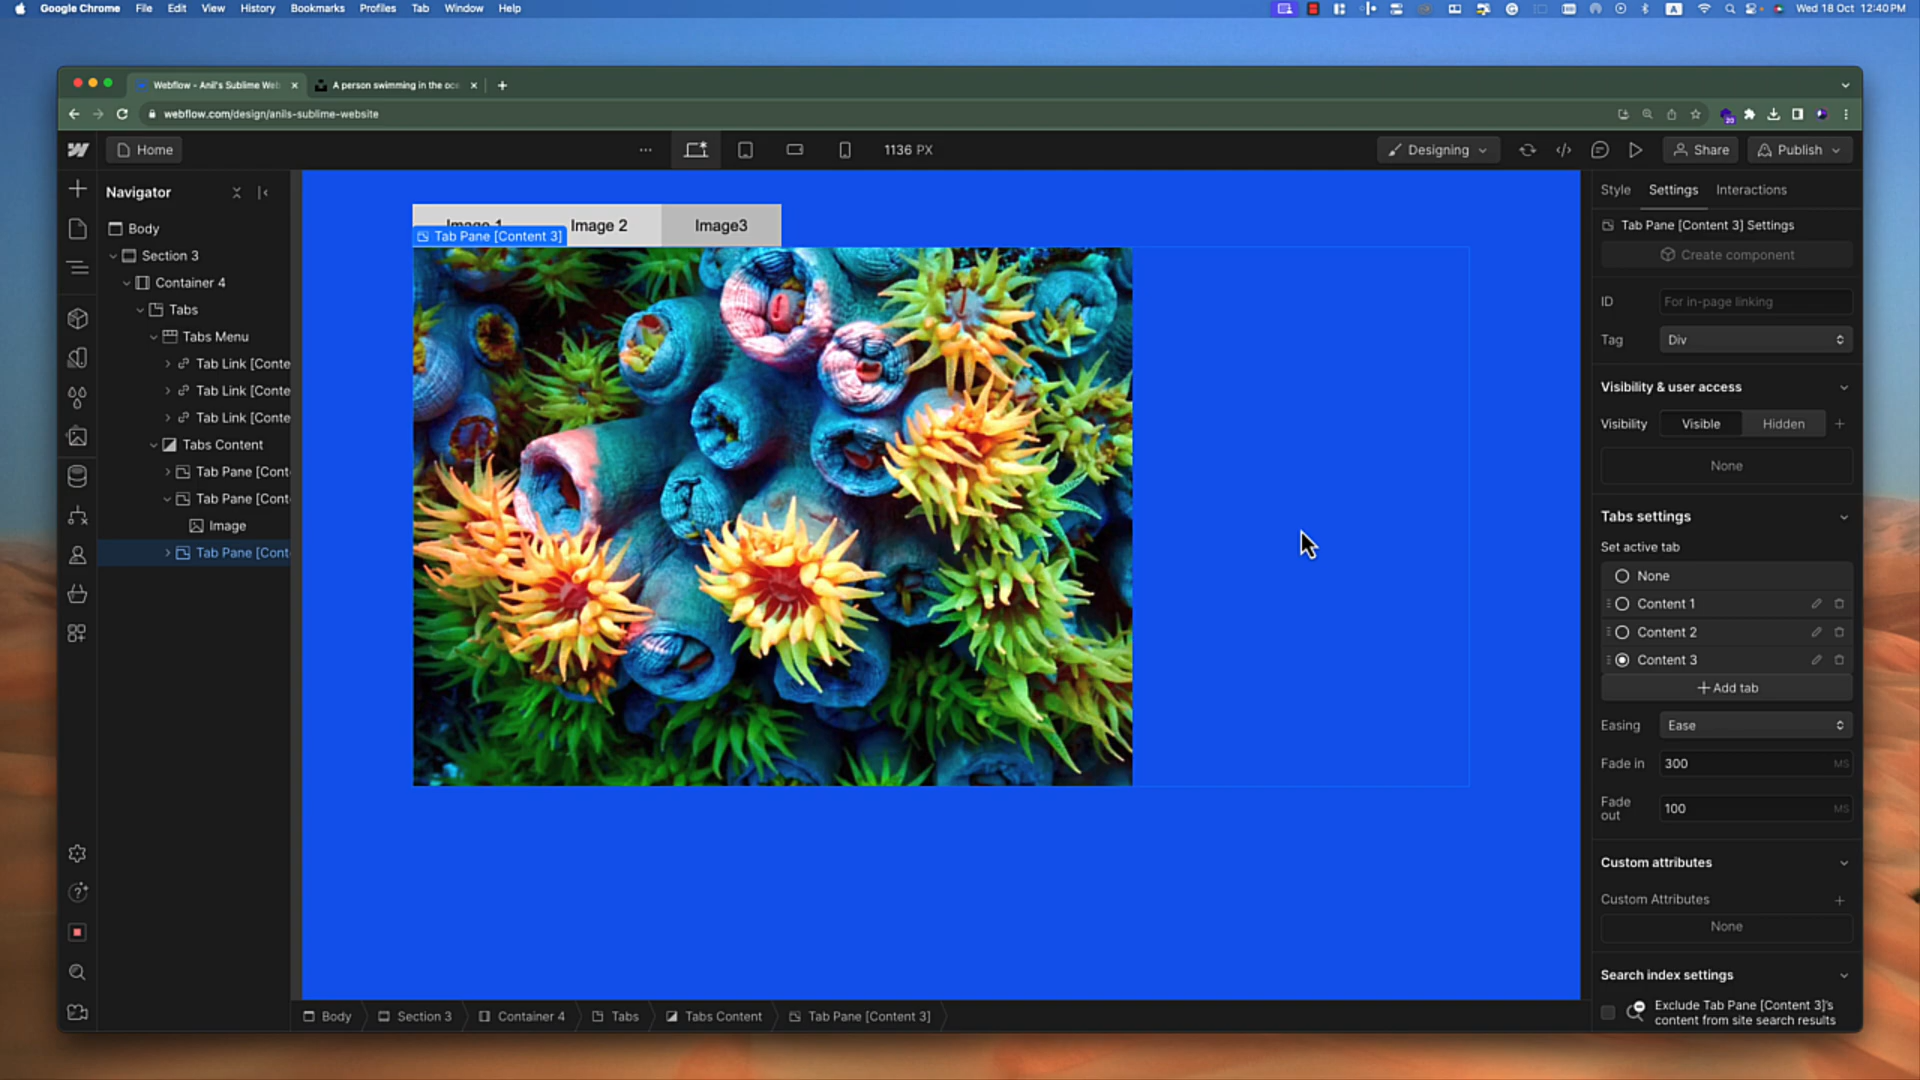 Google Chrome File Edit View History Bookmarks Profiles Tab Window Help
A
Wed 18 Oct 12:40PM
Webflow - Anil's Sublime Web
A person swimming in the oce
webflow.com/design/anils-sublime-website
20
Home
1136 PX
Designing
Share
Publish
Navigator
Body
Section 3
Container 4
Tabs
Tabs Menu
Tab Link [Conte
Tab Link [Conte
Tab Link [Conte
Tabs Content
Tab Pane [Cont
Tab Pane [Cont
Image
Tab Pane [Cont
Image 1
Image 2
Image3
Tab Pane [Content 3]
Style Settings Interactions
Tab Pane [Content 3] Settings
Create component
ID For in-page linking
Tag Div
Visibility & user access
Visibility Visible Hidden
None
Tabs settings
Set active tab
None
Content 1
Content 2
Content 3
Add tab
Easing Ease
Fade in 300 MS
Fade out 100 MS
Custom attributes
Custom Attributes
None
Search index settings
Exclude Tab Pane [Content 3]'s
content from site search results
Body Section 3 Container 4 Tabs Tabs Content Tab Pane [Content 3]